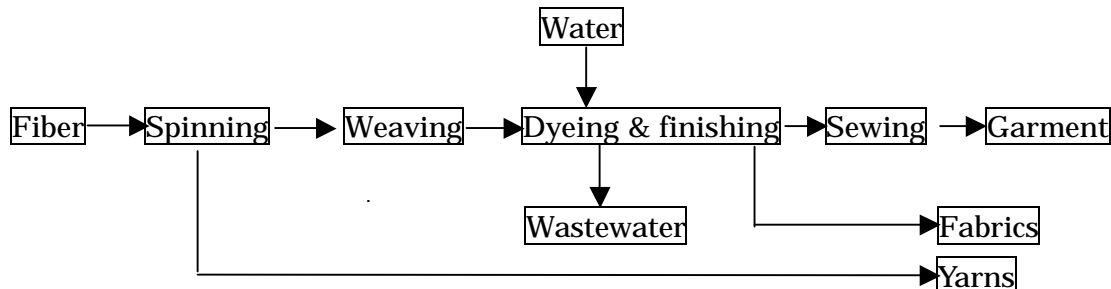 Water
Fiber Spinning Weaving Dyeing & finishing Sewing Garment
Wastewater
Fabrics
Yarns